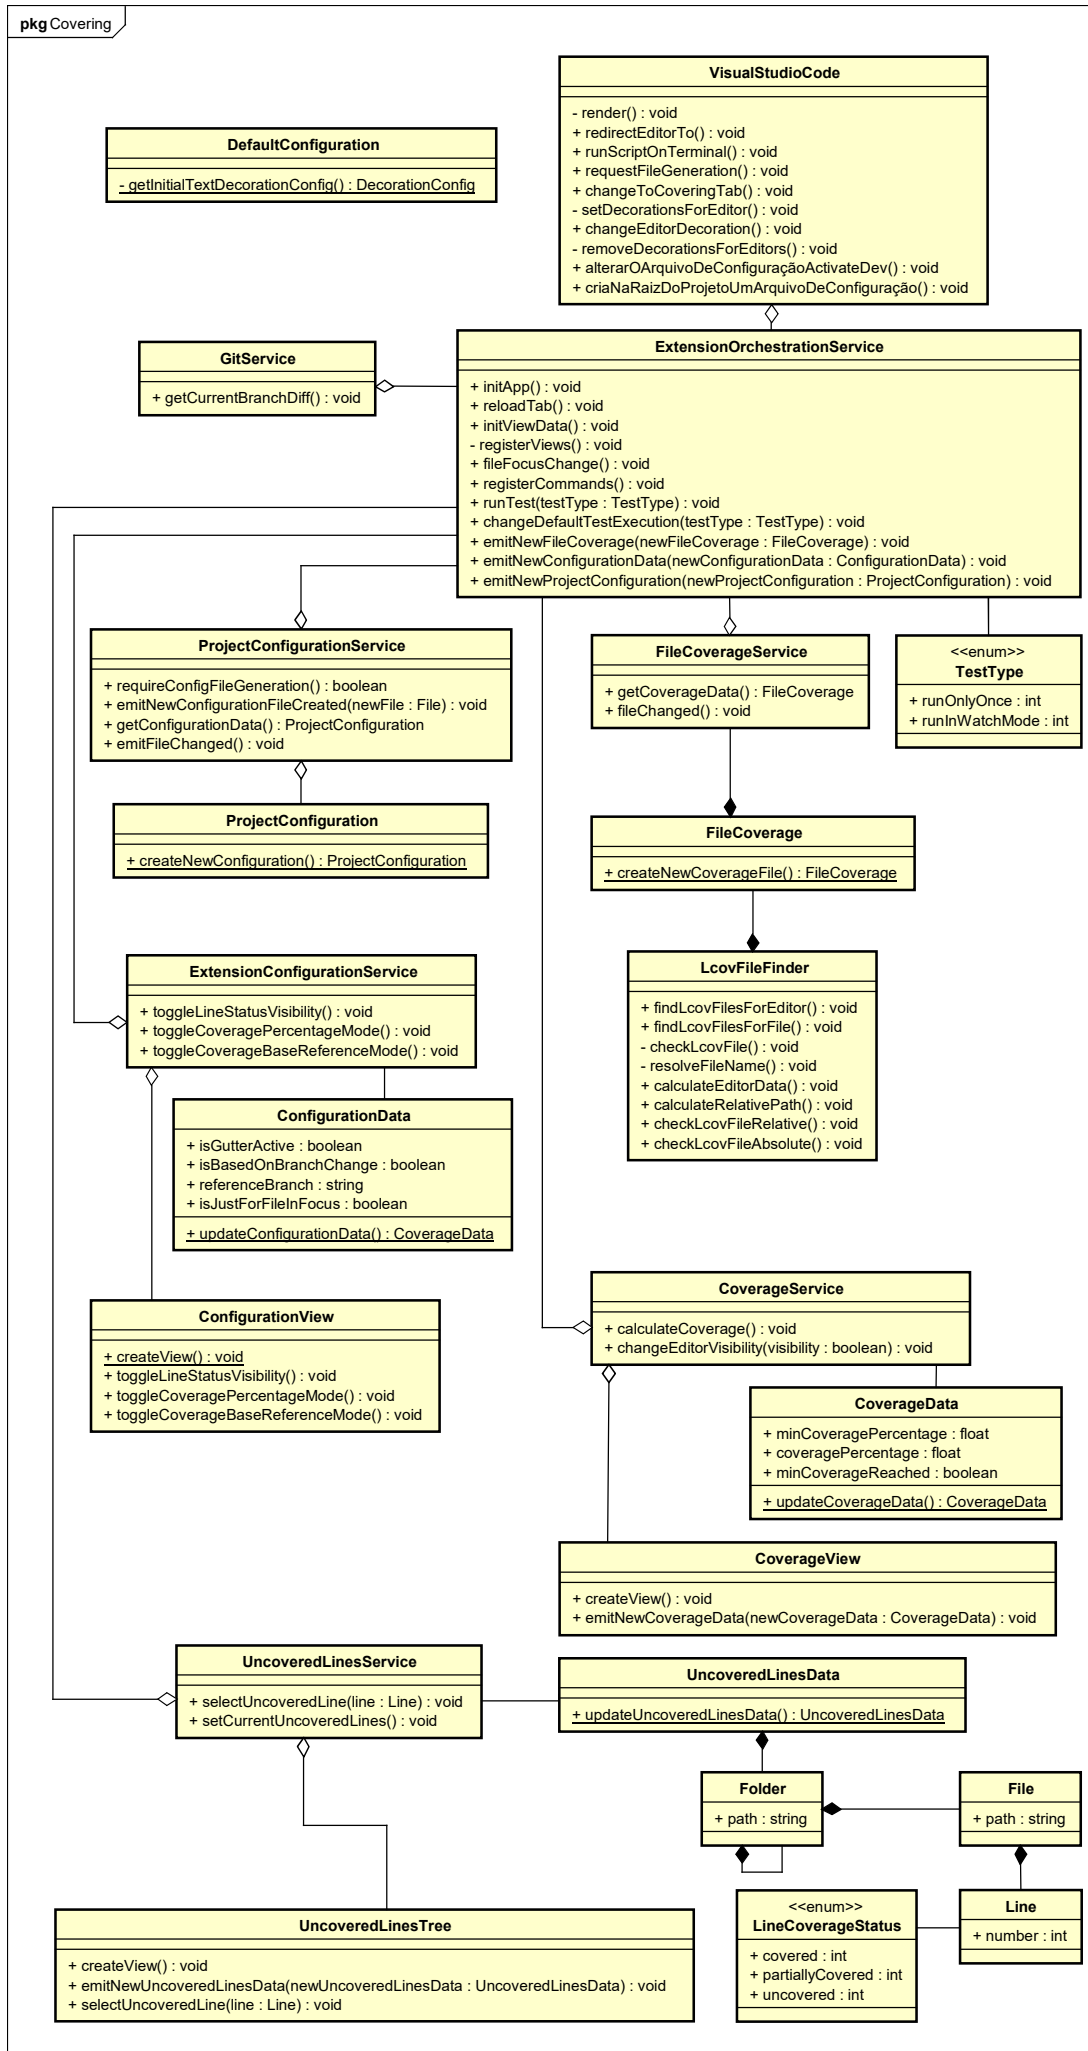 pkg Covering
VisualStudioCode
- render() : void
+ redirectEditorTo() : void
+ runScriptOnTerminal() : void
+ requestFileGeneration() : void
+ changeToCoveringTab() : void
- setDecorationsForEditor() : void
+ changeEditorDecoration() : void
- removeDecorationsForEditors() : void
+ alterarOArquivoDeConfiguraçãoActivateDev() : void
+ criaNaRaizDoProjetoUmArquivoDeConfiguração() : void
DefaultConfiguration
- getInitialTextDecorationConfig() : DecorationConfig
GitService
+ getCurrentBranchDiff() : void
ExtensionOrchestrationService
+ initApp() : void
+ reloadTab() : void
+ initViewData() : void
- registerViews() : void
+ fileFocusChange() : void
+ registerCommands() : void
+ runTest(testType : TestType) : void
+ changeDefaultTestExecution(testType : TestType) : void
+ emitNewFileCoverage(newFileCoverage : FileCoverage) : void
+ emitNewConfigurationData(newConfigurationData : ConfigurationData) : void
+ emitNewProjectConfiguration(newProjectConfiguration : ProjectConfiguration) : void
ProjectConfigurationService
+ requireConfigFileGeneration() : boolean
+ emitNewConfigurationFileCreated(newFile : File) : void
+ getConfigurationData() : ProjectConfiguration
+ emitFileChanged() : void
FileCoverageService
+ getCoverageData() : FileCoverage
+ fileChanged() : void
<<enum>>
TestType
+ runOnlyOnce : int
+ runInWatchMode : int
ProjectConfiguration
+ createNewConfiguration() : ProjectConfiguration
FileCoverage
+ createNewCoverageFile() : FileCoverage
ExtensionConfigurationService
+ toggleLineStatusVisibility() : void
+ toggleCoveragePercentageMode() : void
+ toggleCoverageBaseReferenceMode() : void
LcovFileFinder
+ findLcovFilesForEditor() : void
+ findLcovFilesForFile() : void
- checkLcovFile() : void
- resolveFileName() : void
+ calculateEditorData() : void
+ calculateRelativePath() : void
+ checkLcovFileRelative() : void
+ checkLcovFileAbsolute() : void
ConfigurationData
+ isGutterActive : boolean
+ isBasedOnBranchChange : boolean
+ referenceBranch : string
+ isJustForFileInFocus : boolean
+ updateConfigurationData() : CoverageData
ConfigurationView
+ createView() : void
+ toggleLineStatusVisibility() : void
+ toggleCoveragePercentageMode() : void
+ toggleCoverageBaseReferenceMode() : void
CoverageService
+ calculateCoverage() : void
+ changeEditorVisibility(visibility : boolean) : void
CoverageData
+ minCoveragePercentage : float
+ coveragePercentage : float
+ minCoverageReached : boolean
+ updateCoverageData() : CoverageData
CoverageView
+ createView() : void
+ emitNewCoverageData(newCoverageData : CoverageData) : void
UncoveredLinesService
+ selectUncoveredLine(line : Line) : void
+ setCurrentUncoveredLines() : void
UncoveredLinesData
+ updateUncoveredLinesData() : UncoveredLinesData
Folder
+ path : string
File
+ path : string
<<enum>>
LineCoverageStatus
+ covered : int
+ partiallyCovered : int
+ uncovered : int
Line
+ number : int
UncoveredLinesTree
+ createView() : void
+ emitNewUncoveredLinesData(newUncoveredLinesData : UncoveredLinesData) : void
+ selectUncoveredLine(line : Line) : void